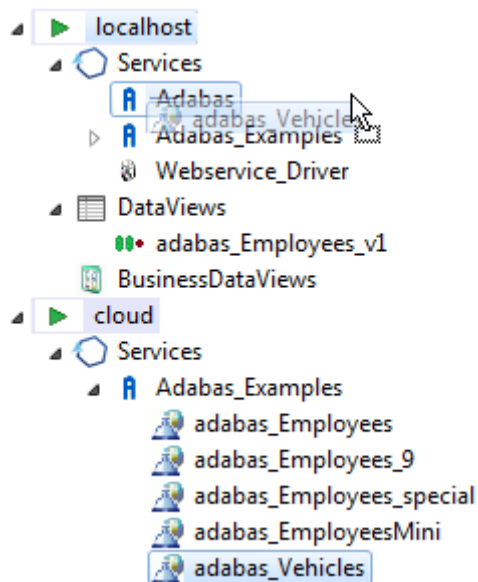 localhost
Services
Adabas
adabas_Vehicles
Adabas_Examples
Webservice_Driver
DataViews
adabas_Employees_v1
BusinessDataViews
cloud
Services
Adabas_Examples
adabas_Employees
adabas_Employees_9
adabas_Employees_special
adabas_EmployeesMini
adabas_Vehicles